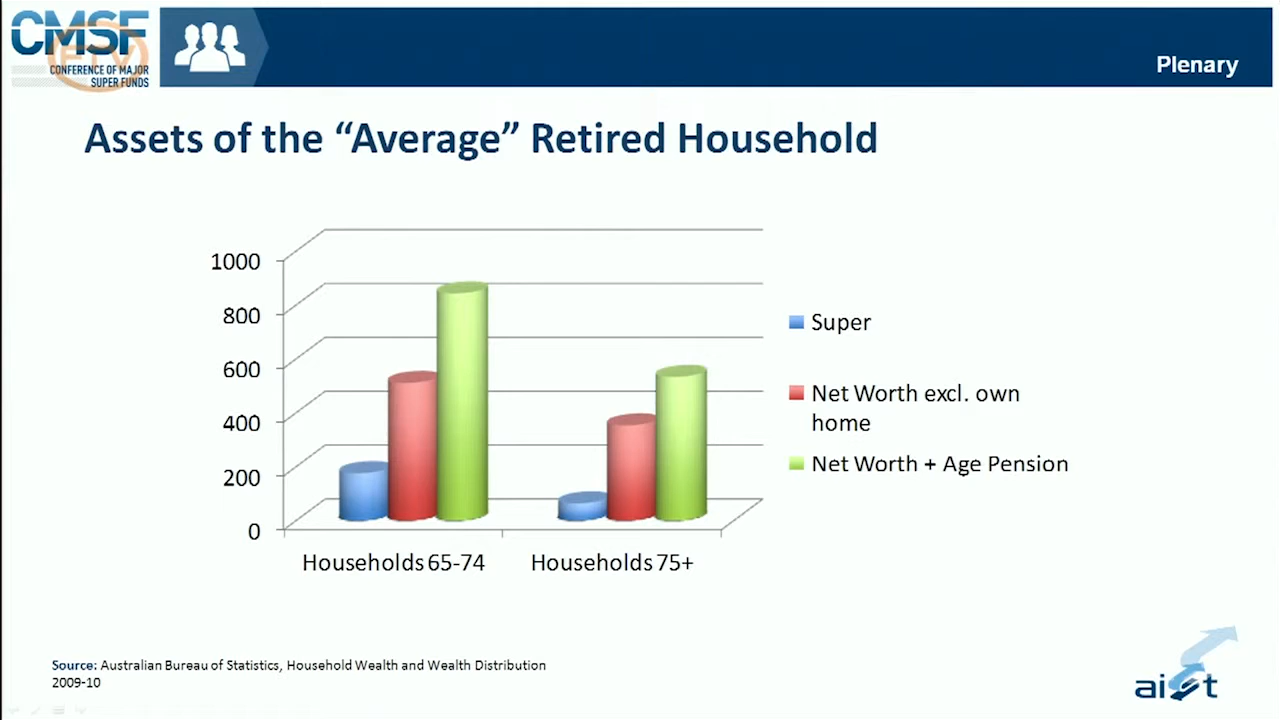 CMSF
CONFERENCE OF MAJOR
SUPER FUNDS
Plenary
Assets of the “Average” Retired Household
1000
800
600
400
200
0
Households 65-74
Households 75+
Super
Net Worth excl. own
home
Net Worth + Age Pension
Source: Australian Bureau of Statistics, Household Wealth and Wealth Distribution
2009-10
aist